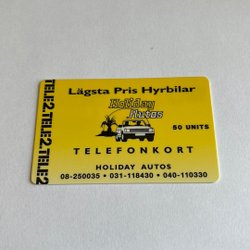 Lägsta Pris Hyrbilar
Holiday
Autos
50 UNITS
TELEFONKORT
HOLIDAY AUTOS
08-250035 • 031-118430 • 040-110330
TELE2.TELE2.TELE2